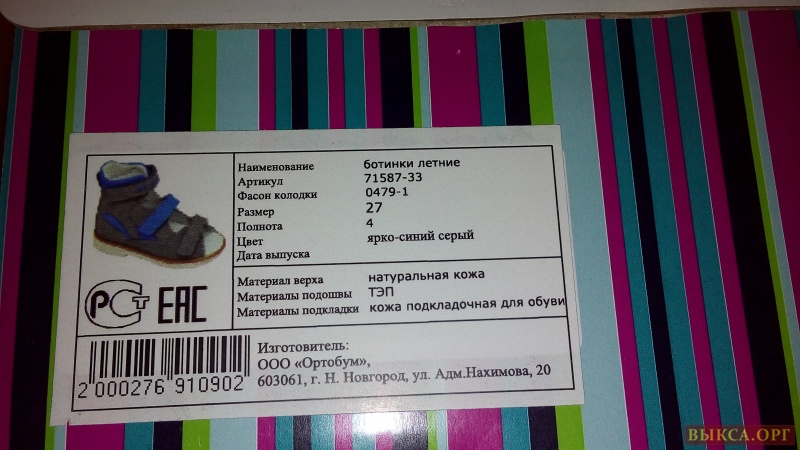 Наименование ботинки летние
Артикул 71587-33
Фасон колодки 0479-1
Размер 27
Полнота 4
Цвет ярко-синий серый
Дата выпуска
Материал верха натуральная кожа
Материалы подошвы ТЭП
Материалы подкладки кожа подкладочная для обуви
РСТ ЕАС
Изготовитель:
ООО «Ортобум»,
603061, г. Н. Новгород, ул. Адм.Нахимова, 20
2 000276 910902
ВЫКСА.ОРГ